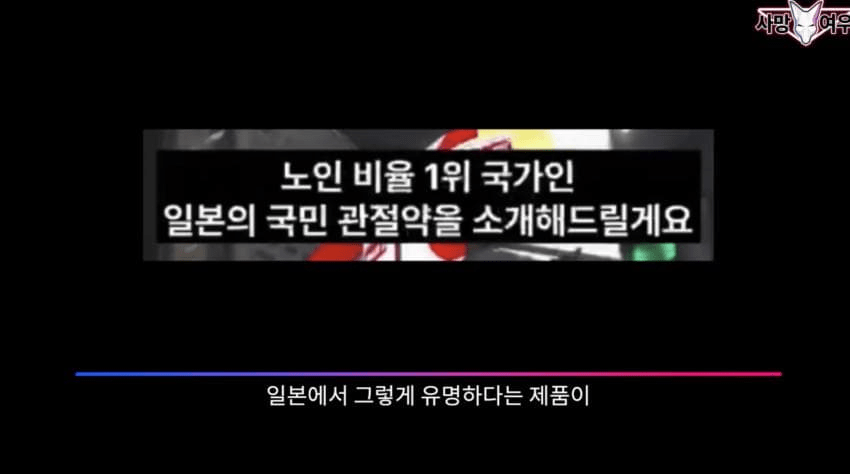 사망여우
노인 비율 1위 국가인
일본의 국민 관절약을 소개해드릴게요
일본에서 그렇게 유명하다는 제품이